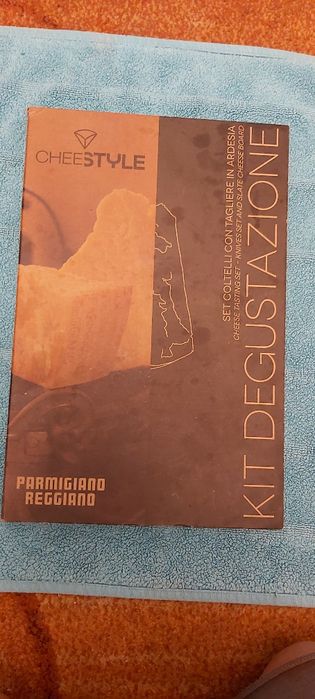 CHEESTYLE
PARMIGIANO
REGGIANO
SET COLTELLI CON TAGLIERE IN ARDESIA
CHEESE TASTING SET - KNIVES SET AND SLATE CHEESE BOARD
KIT DEGUSTAZIONE